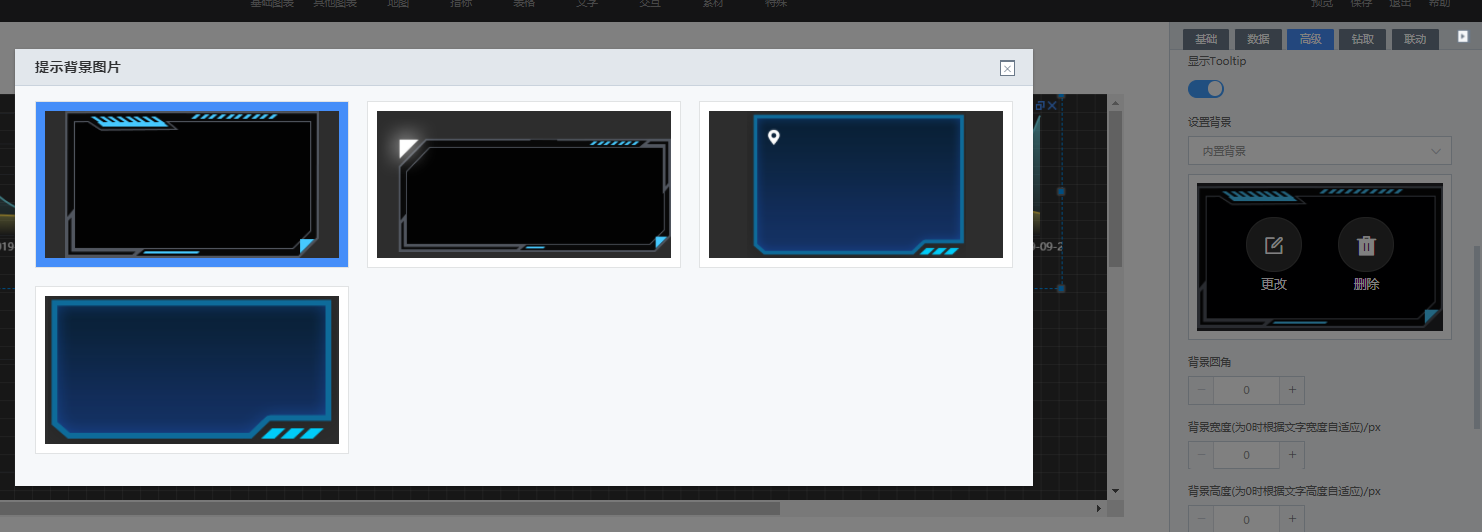 基础图表 其他图表 地图 指标 表格 文字 交互 素材 特殊 预览 保存 退出 帮助
提示背景图片
基础 数据 高级 钻取 联动
显示Tooltip
设置背景
内置背景
更改 删除
背景圆角
0
背景宽度(为0时根据文字宽度自适应)/px
0
背景高度(为0时根据文字高度自适应)/px
0